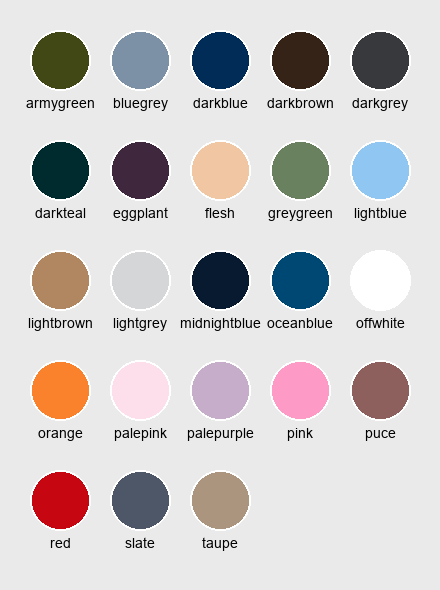 armygreen bluegrey darkblue darkbrown darkgrey
darkteal eggplant flesh greygreen lightblue
lightbrown lightgrey midnightblue oceanblue offwhite
orange palepink palepurple pink puce
red slate taupe